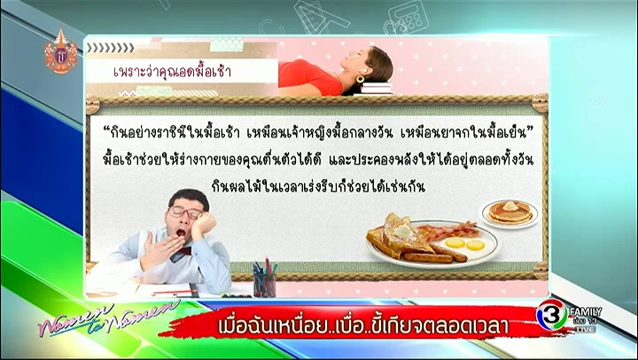 เพราะว่าคุณอดมื้อเช้า
“กินอย่างราชินีในมื้อเช้า เหมือนเจ้าหญิงมื้อกลางวัน เหมือนยาจกในมื้อเย็น”
มื้อเช้าช่วยให้ร่างกายของคุณตื่นตัวได้ดี และประคองพลังให้ได้อยู่ตลอดทั้งวัน
กินผลไม้ในเวลาเร่งรีบก็ช่วยได้เช่นกัน
Women to Women
เมื่อฉันเหนื่อย..เบื่อ..ขี้เกียจตลอดเวลา
3 FAMILY
LIVE